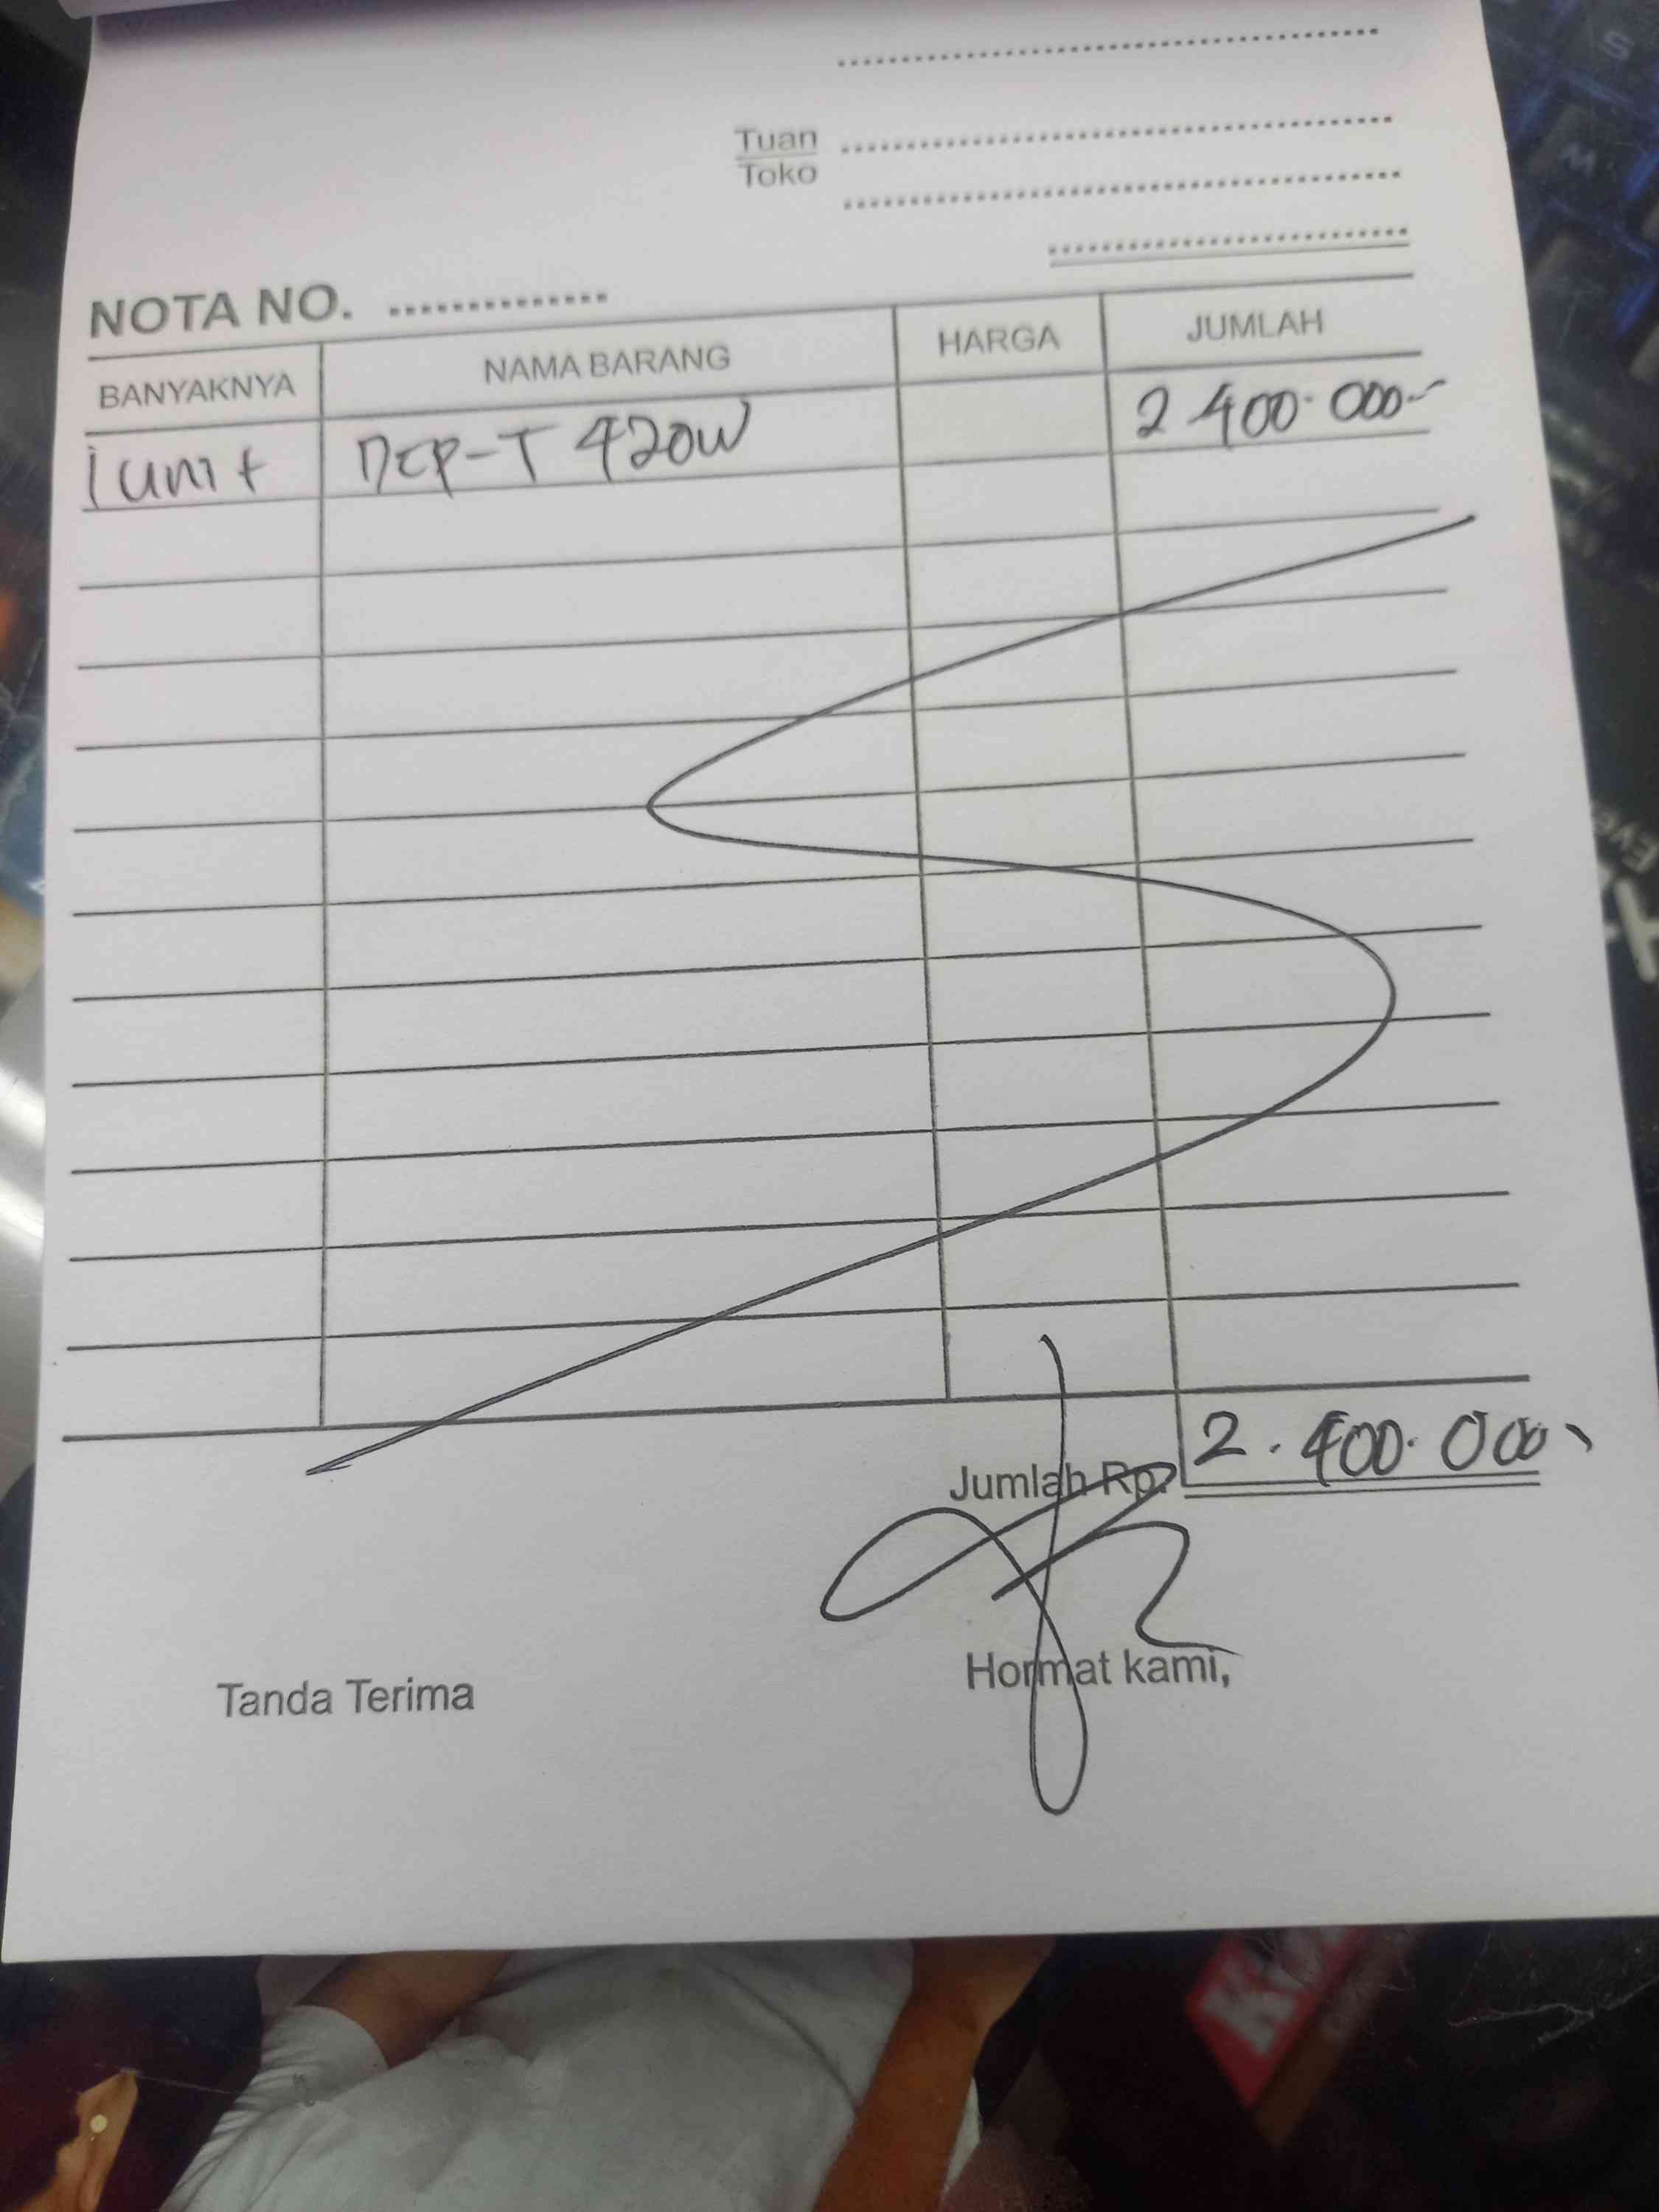 Tuan
Toko
NOTA NO. ..............
BANYAKNYA NAMA BARANG HARGA JUMLAH
1 unit DCP-T 420W 2 400.000-
Jumlah Rp. 2.400.000
Tanda Terima Hormat kami,